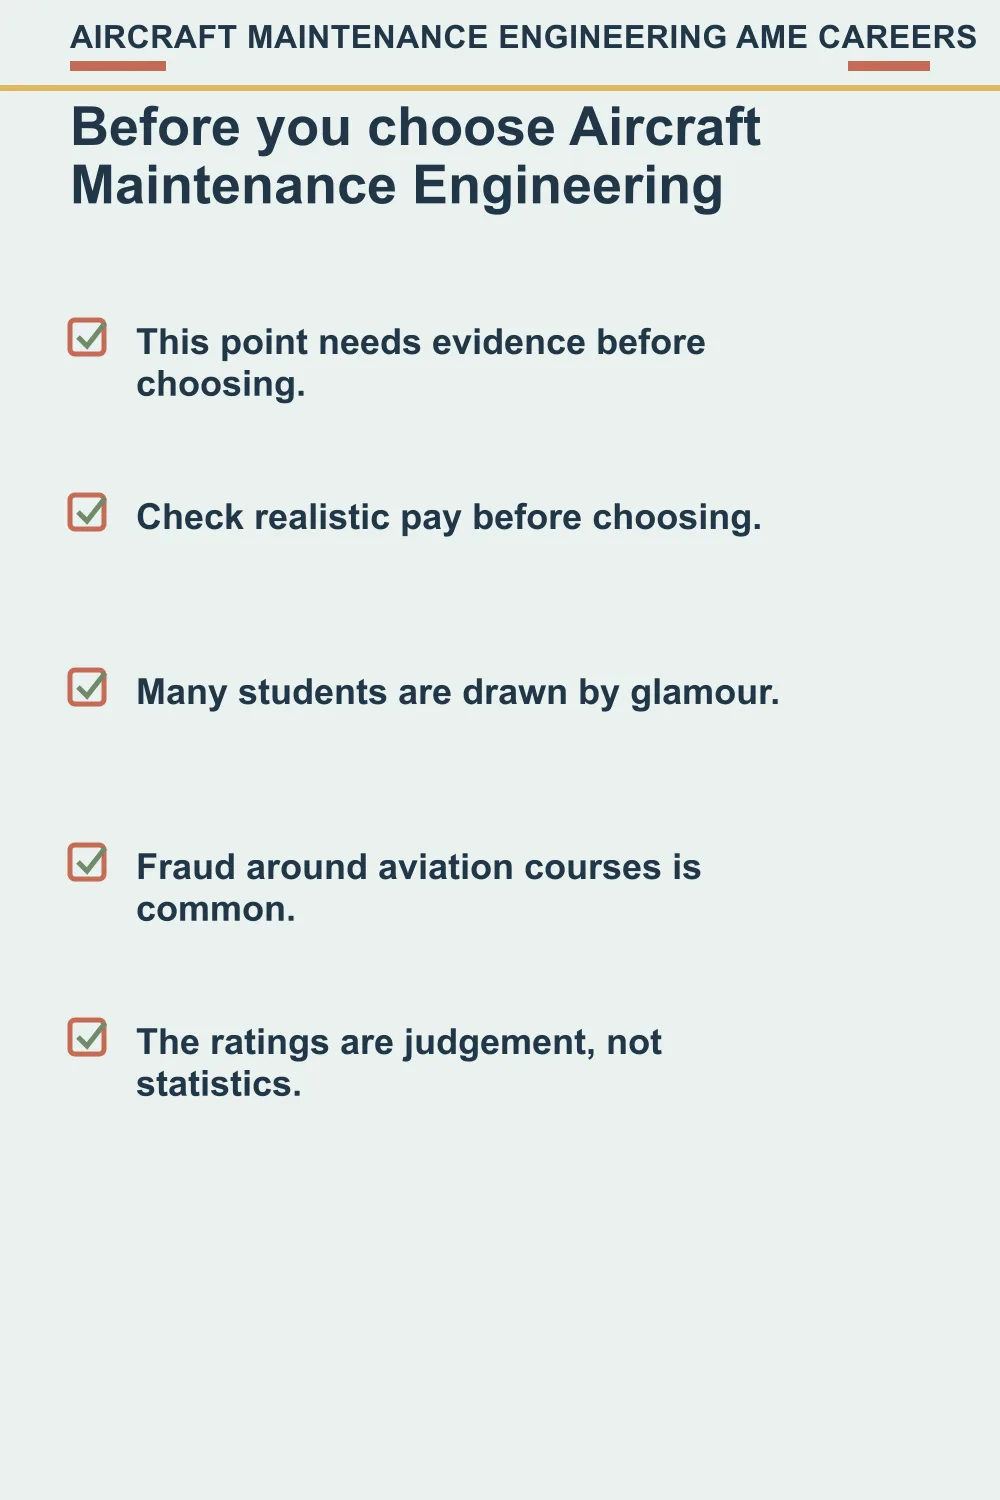 AIRCRAFT MAINTENANCE ENGINEERING AME CAREERS
Before you choose Aircraft
Maintenance Engineering
This point needs evidence before
choosing.
Check realistic pay before choosing.
Many students are drawn by glamour.
Fraud around aviation courses is
common.
The ratings are judgement, not
statistics.